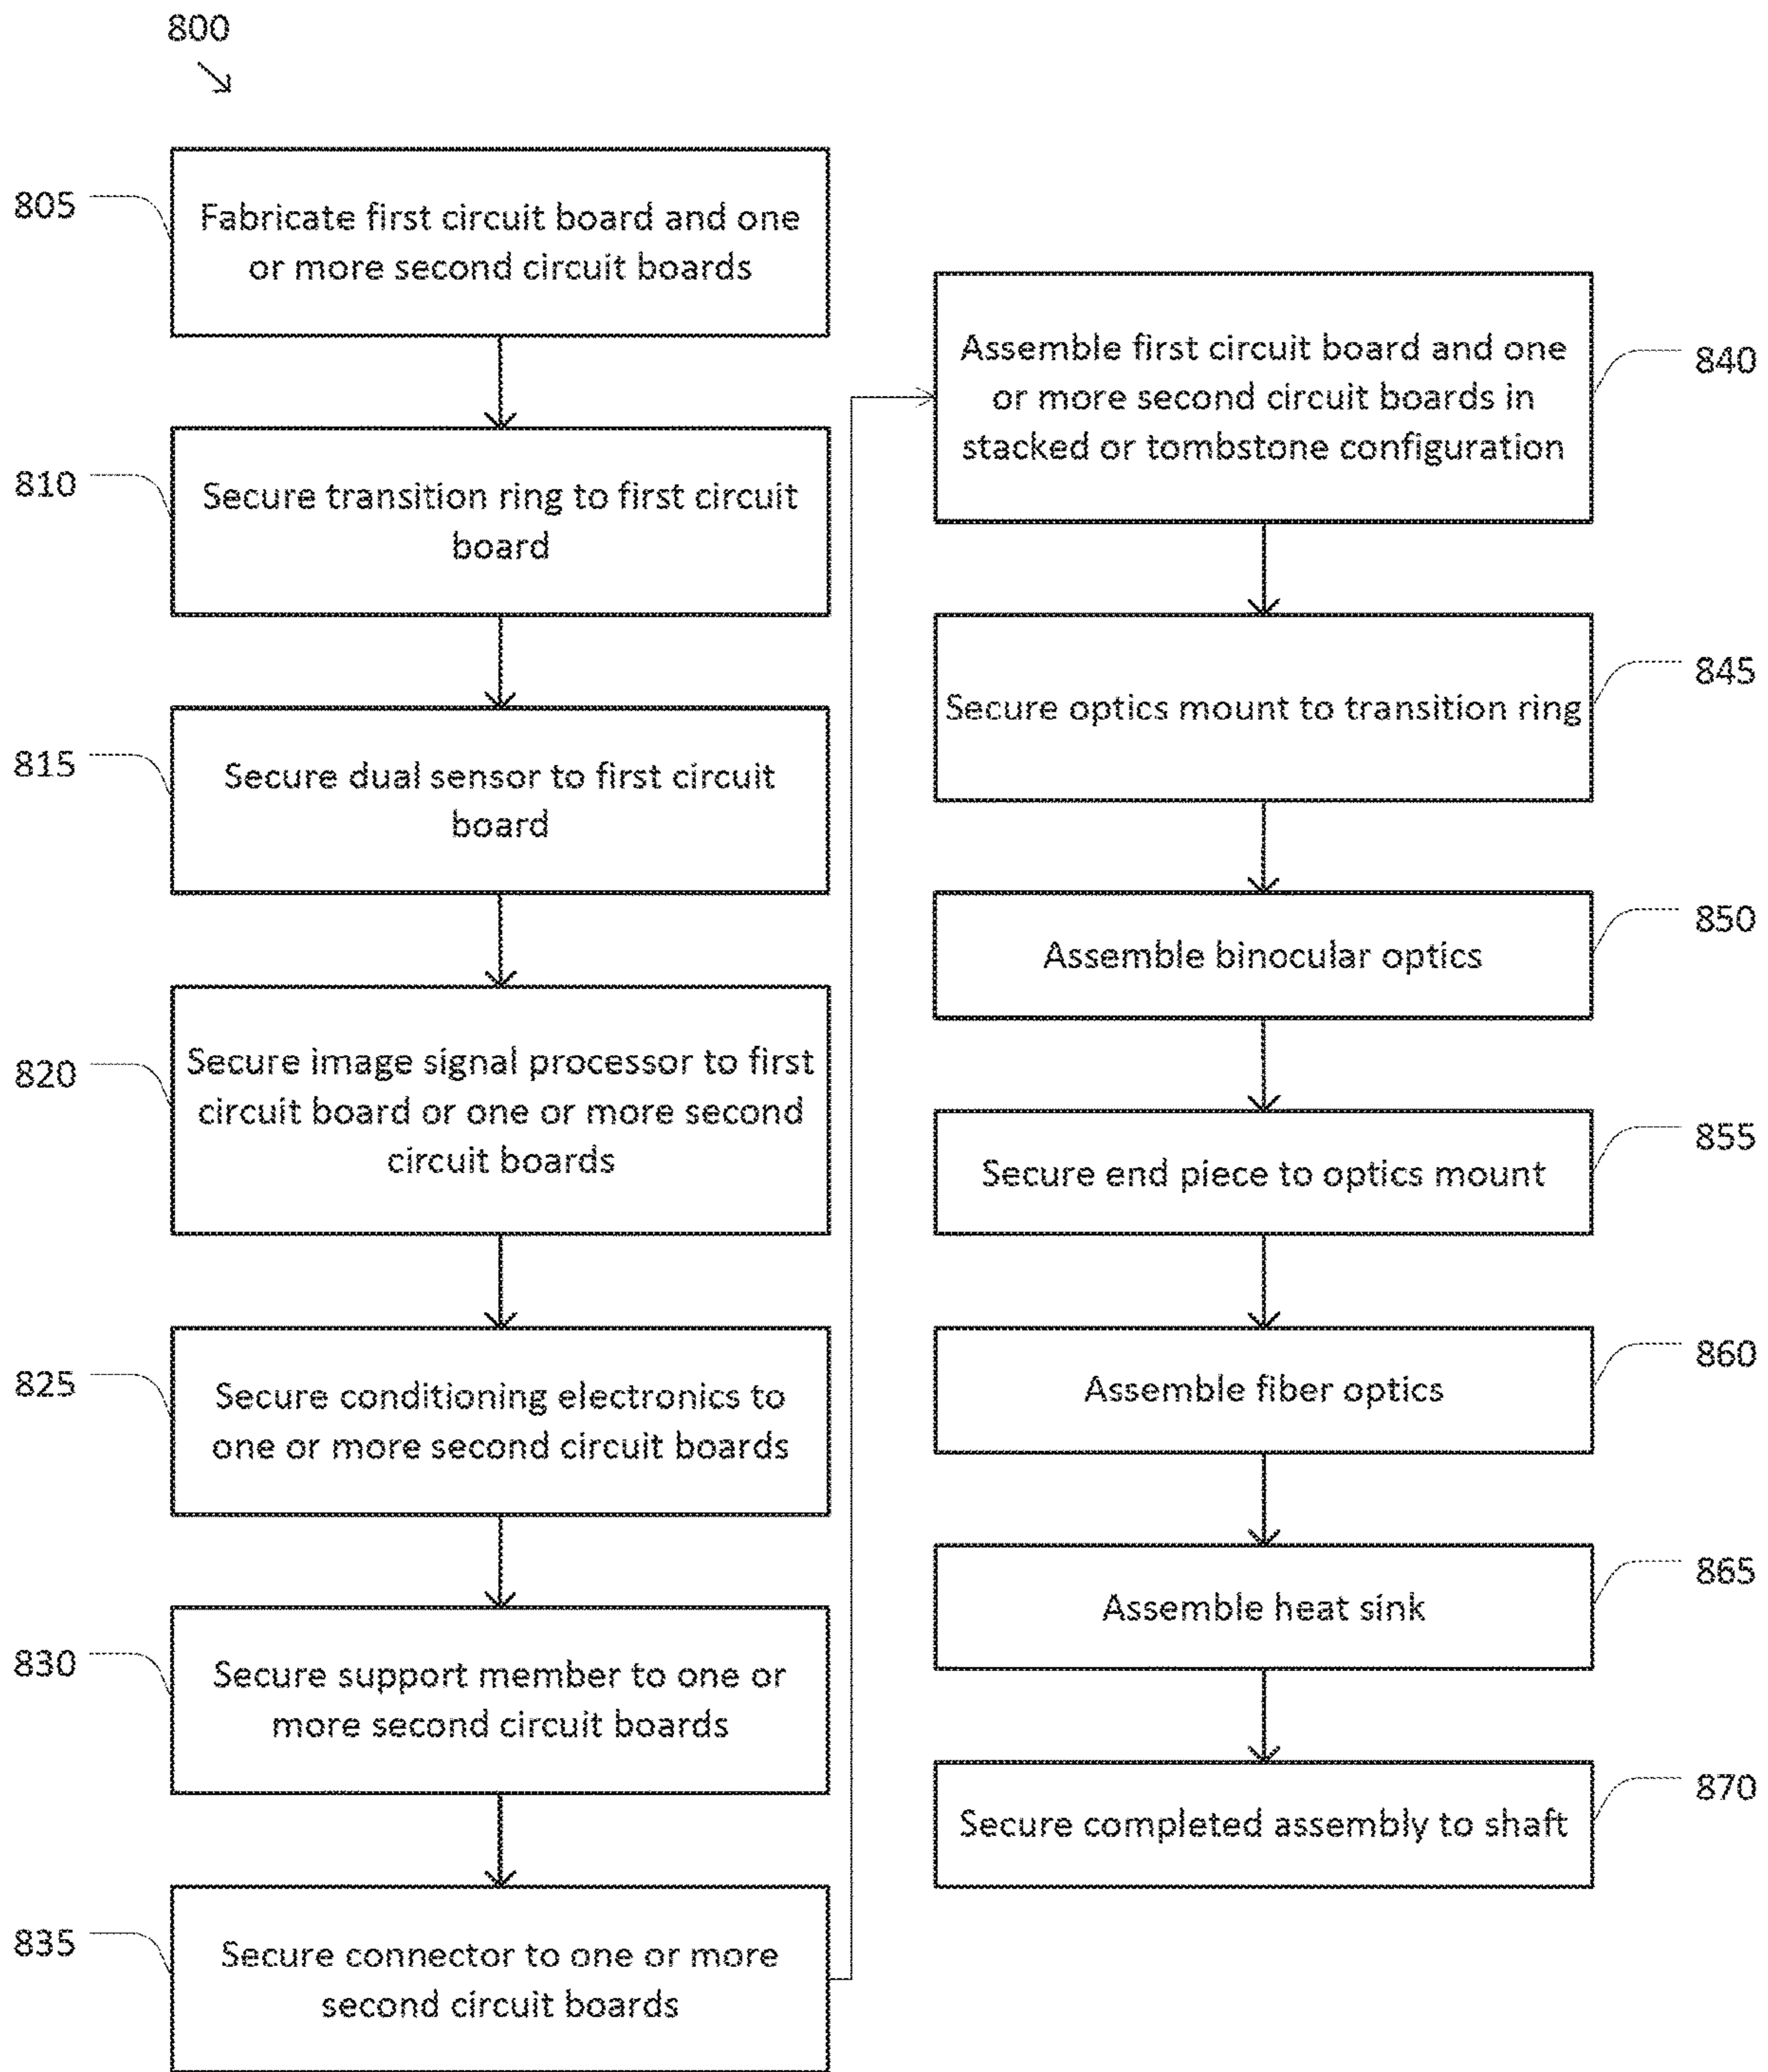 800
805
Fabricate first circuit board and one
or more second circuit boards
810
Secure transition ring to first circuit
board
815
Secure dual sensor to first circuit
board
820
Secure image signal processor to first
circuit board or one or more second
circuit boards
825
Secure conditioning electronics to
one or more second circuit boards
830
Secure support member to one or
more second circuit boards
835
Secure connector to one or more
second circuit boards
840
Assemble first circuit board and one
or more second circuit boards in
stacked or tombstone configuration
845
Secure optics mount to transition ring
850
Assemble binocular optics
855
Secure end piece to optics mount
860
Assemble fiber optics
865
Assemble heat sink
870
Secure completed assembly to shaft